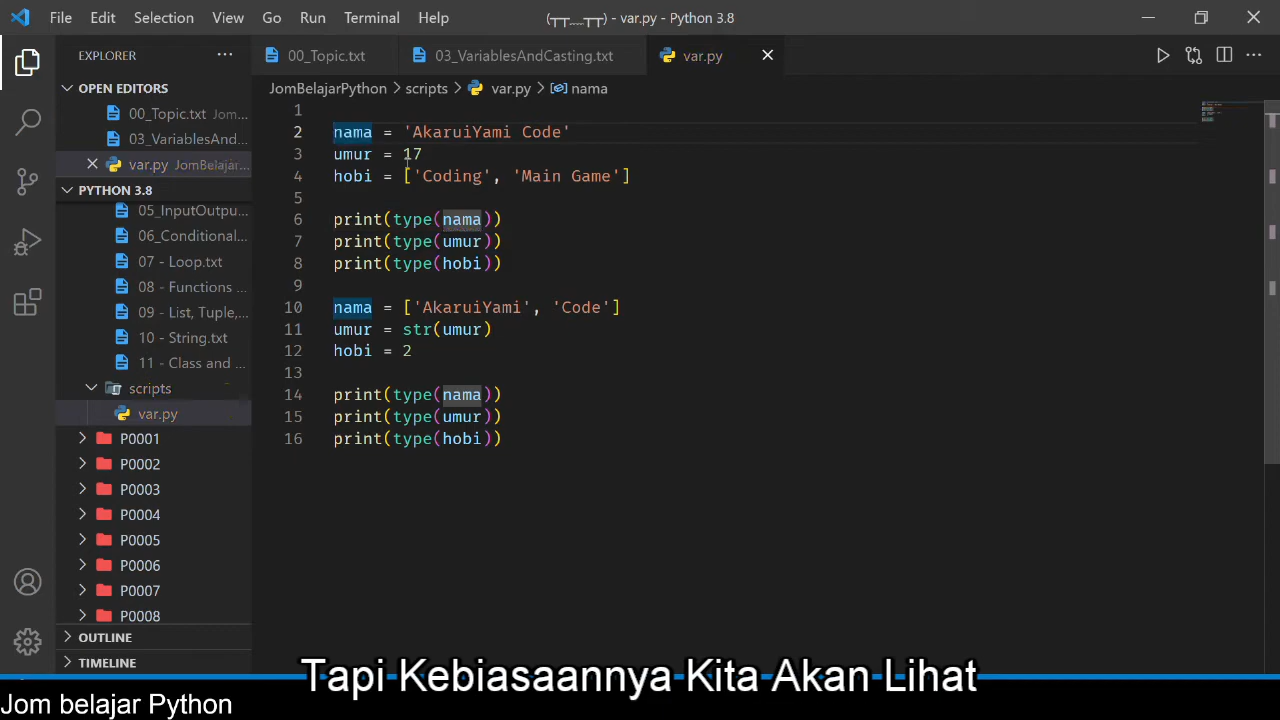 File Edit Selection View Go Run Terminal Help
(┬┬﹏┬┬) - var.py - Python 3.8
EXPLORER
OPEN EDITORS
00_Topic.txt Jom...
03_VariablesAnd...
var.py JomBelajar...
PYTHON 3.8
05_InputOutpu...
06_Conditional...
07 - Loop.txt
08 - Functions
09 - List, Tuple,...
10 - String.txt
11 - Class and ...
scripts
var.py
P0001
P0002
P0003
P0004
P0005
P0006
P0007
P0008
OUTLINE
TIMELINE
00_Topic.txt 03_VariablesAndCasting.txt var.py
JomBelajarPython > scripts > var.py > nama
1
2 nama = 'AkaruiYami Code'
3 umur = 17
4 hobi = ['Coding', 'Main Game']
5
6 print(type(nama))
7 print(type(umur))
8 print(type(hobi))
9
10 nama = ['AkaruiYami', 'Code']
11 umur = str(umur)
12 hobi = 2
13
14 print(type(nama))
15 print(type(umur))
16 print(type(hobi))
Tapi Kebiasaannya Kita Akan Lihat
Jom belajar Python